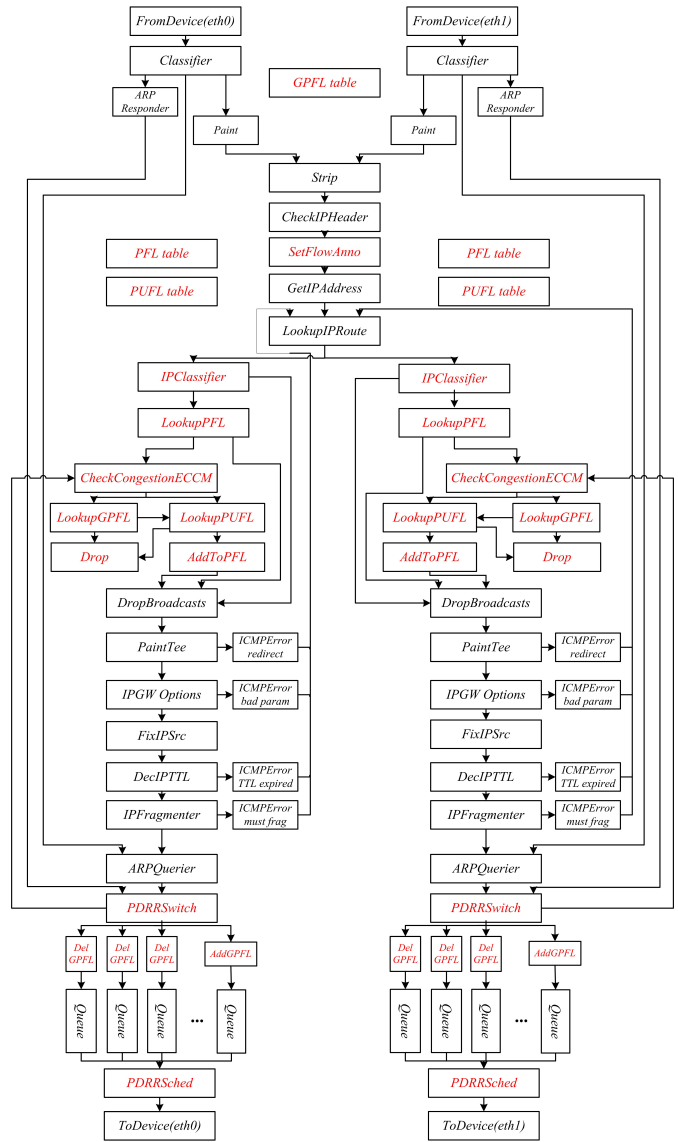 FromDevice(eth0)
FromDevice(eth1)
Classifier
Classifier
GPFL table
ARP
Responder
ARP
Responder
Paint
Paint
Strip
CheckIPHeader
PFL table
SetFlowAnno
PFL table
PUFL table
GetIPAddress
PUFL table
LookupIPRoute
IPClassifier
IPClassifier
LookupPFL
LookupPFL
CheckCongestionECCM
CheckCongestionECCM
LookupGPFL
LookupPUFL
LookupPUFL
LookupGPFL
Drop
AddToPFL
AddToPFL
Drop
DropBroadcasts
DropBroadcasts
PaintTee
ICMPError
redirect
PaintTee
ICMPError
redirect
IPGW Options
ICMPError
bad param
IPGW Options
ICMPError
bad param
FixIPSrc
FixIPSrc
DecIPTTL
ICMPError
TTL expired
DecIPTTL
ICMPError
TTL expired
IPFragmenter
ICMPError
must frag
IPFragmenter
ICMPError
must frag
ARPQuerier
ARPQuerier
PDRRSwitch
PDRRSwitch
Del
GPFL
Del
GPFL
Del
GPFL
AddGPFL
Del
GPFL
Del
GPFL
Del
GPFL
AddGPFL
Queue
Queue
Queue
...
Queue
Queue
Queue
Queue
...
Queue
PDRRSched
PDRRSched
ToDevice(eth0)
ToDevice(eth1)